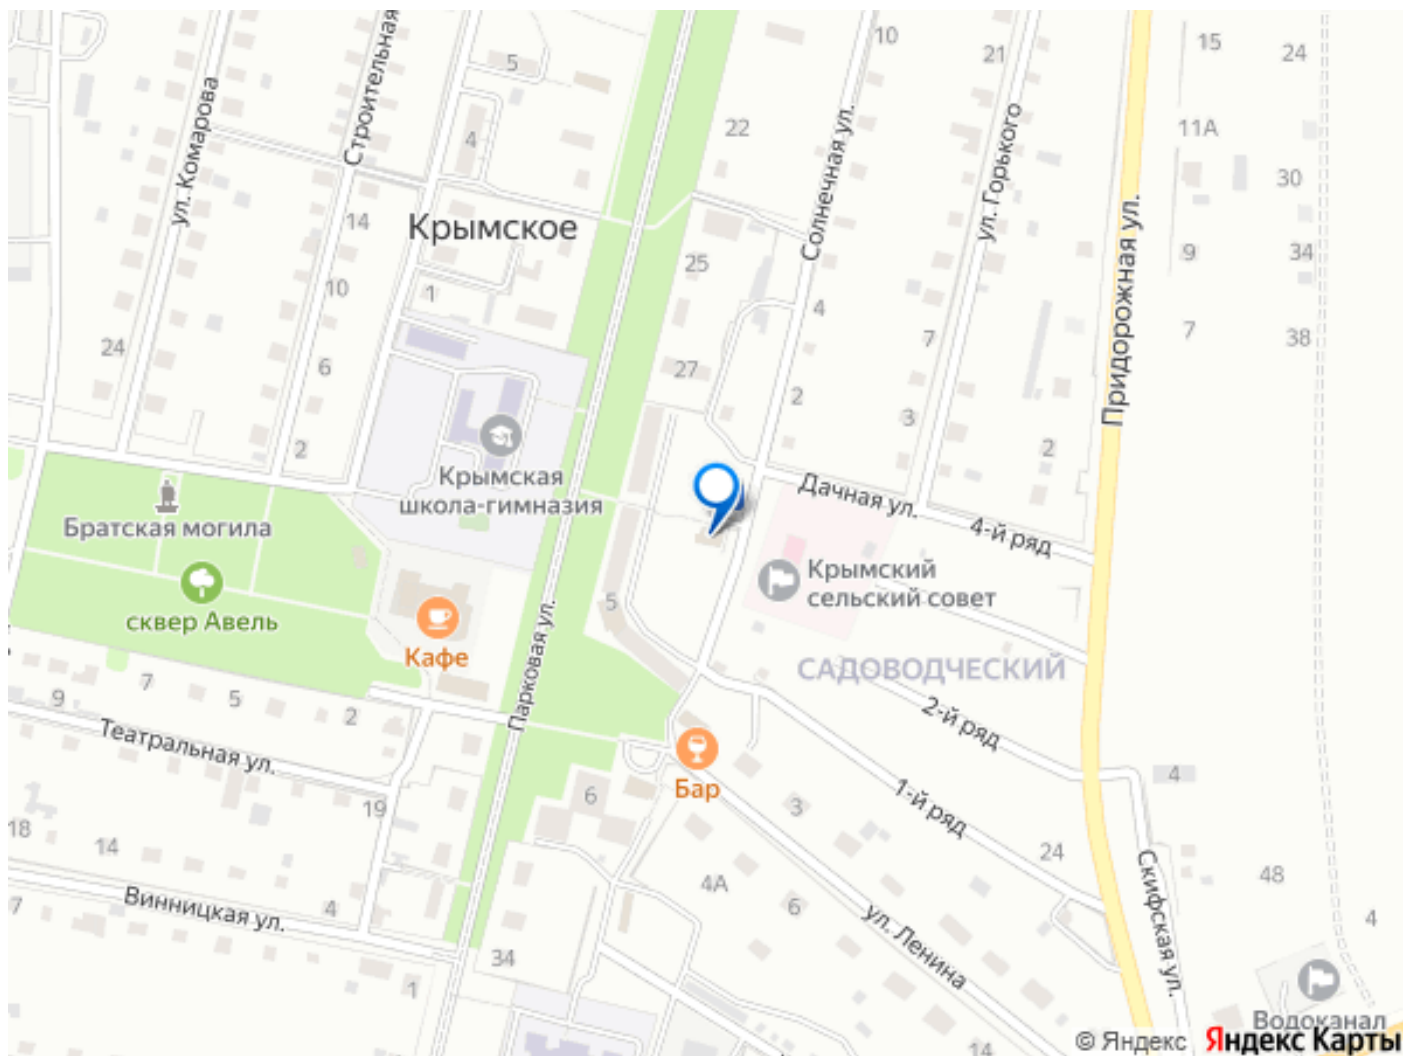 10
15
24
5
21
ул. Комарова
Строительная
4
22
11А
Солнечная ул.
ул. Горького
30
14
Крымское
Придорожная ул.
25
9
34
10
1
4
7
7
38
24
6
27
2
3
2
2
Крымская
школа-гимназия
Дачная ул.
Братская могила
4-й ряд
Крымский
сельский совет
5
сквер Авель
Кафе
Парковая ул.
САДОВОДЧЕСКИЙ
7
9
5
2
2-й ряд
Театральная ул.
Бар
4
6
3
1-й ряд
19
18
14
24
Скифская ул.
4А
48
7
Винницкая ул.
4
6
ул. Ленина
4
34
1
Водоканал
14
© Яндекс Яндекс Карты